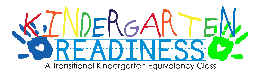 KINDERGARTEN
READINESS
A Transitional Kindergarten Equivalency Class